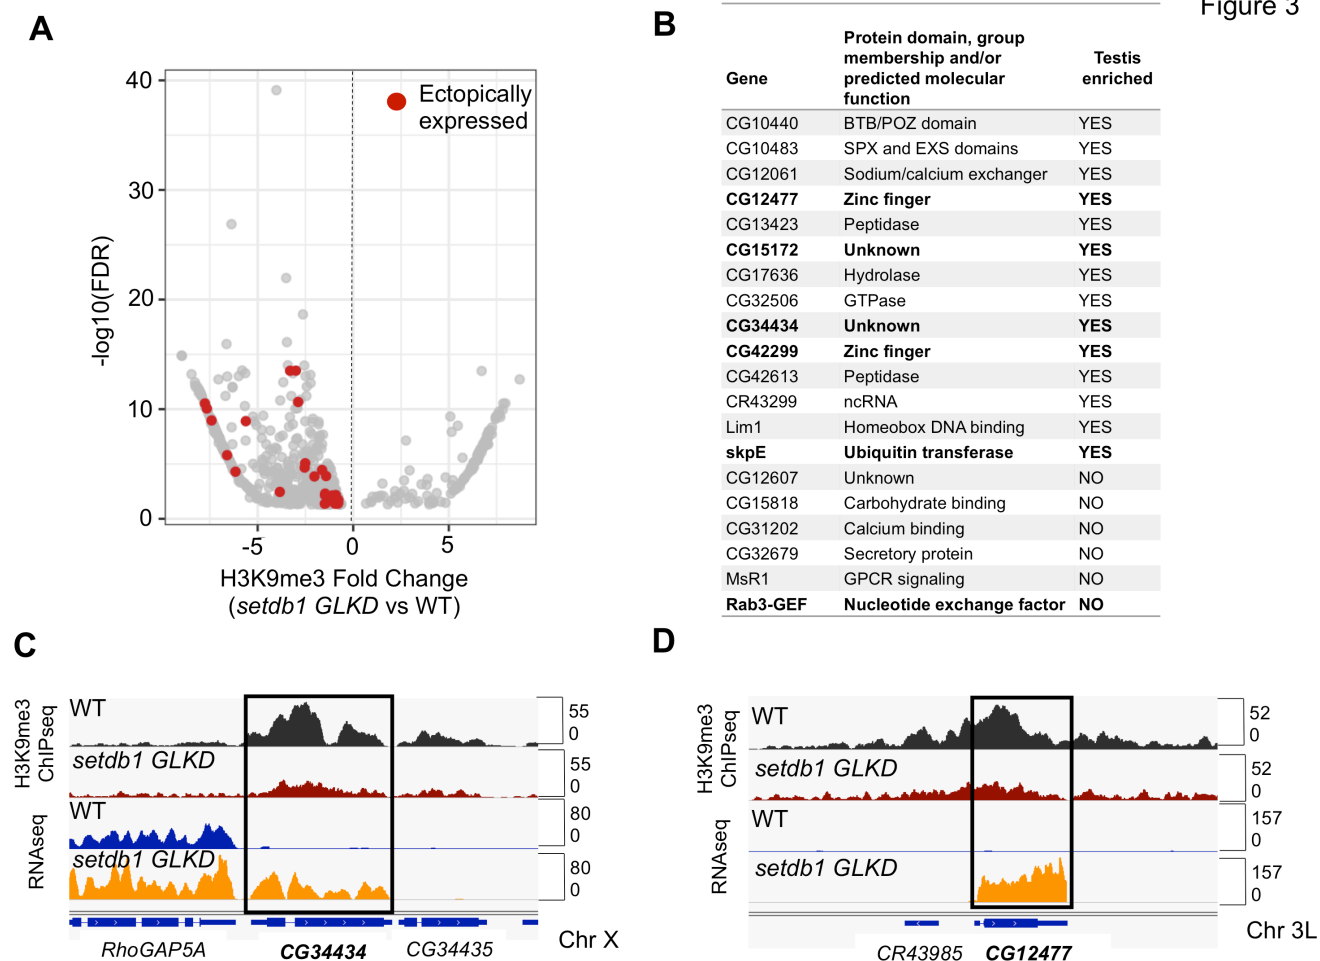 Figure 3
A
40
30
20
10
0
-5
0
5
-log10(FDR)
Ectopically
expressed
H3K9me3 Fold Change
(setdb1 GLKD vs WT)
B
Gene
Protein domain, group
membership and/or
predicted molecular
function
Testis
enriched
CG10440 BTB/POZ domain YES
CG10483 SPX and EXS domains YES
CG12061 Sodium/calcium exchanger YES
CG12477 Zinc finger YES
CG13423 Peptidase YES
CG15172 Unknown YES
CG17636 Hydrolase YES
CG32506 GTPase YES
CG34434 Unknown YES
CG42299 Zinc finger YES
CG42613 Peptidase YES
CR43299 ncRNA YES
Lim1 Homeobox DNA binding YES
skpE Ubiquitin transferase YES
CG12607 Unknown NO
CG15818 Carbohydrate binding NO
CG31202 Calcium binding NO
CG32679 Secretory protein NO
MsR1 GPCR signaling NO
Rab3-GEF Nucleotide exchange factor NO
C
H3K9me3
ChIPseq
RNAseq
WT
55
0
setdb1 GLKD
55
0
WT
80
0
setdb1 GLKD
80
0
RhoGAP5A
CG34434
CG34435
Chr X
D
H3K9me3
ChIPseq
RNAseq
WT
52
0
setdb1 GLKD
52
0
WT
157
0
setdb1 GLKD
157
0
CR43985
CG12477
Chr 3L